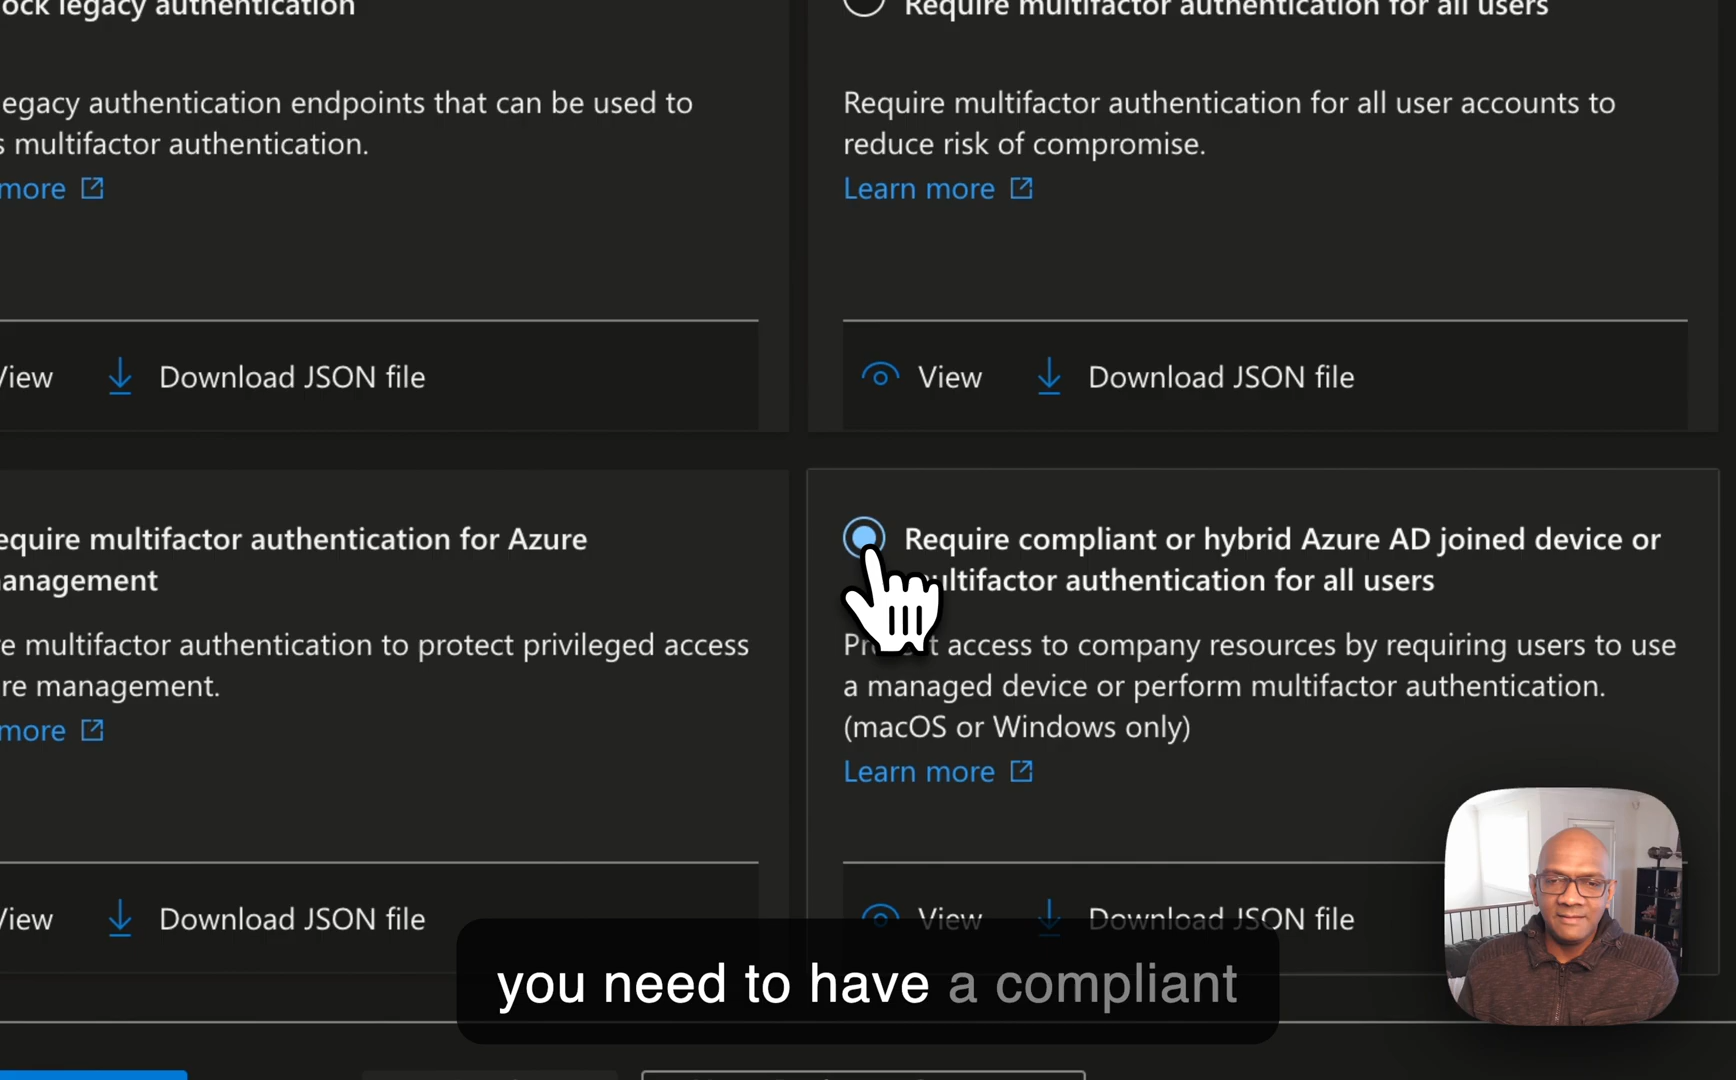 ock legacy authentication
egacy authentication endpoints that can be used to
s multifactor authentication.
more
View
Download JSON file
Require multifactor authentication for all users
Require multifactor authentication for all user accounts to
reduce risk of compromise.
Learn more
View
Download JSON file
equire multifactor authentication for Azure
anagement
e multifactor authentication to protect privileged access
re management.
more
View
Download JSON file
Require compliant or hybrid Azure AD joined device or
ultifactor authentication for all users
Pr t access to company resources by requiring users to use
a managed device or perform multifactor authentication.
(macOS or Windows only)
Learn more
View
Download JSON file
you need to have a compliant